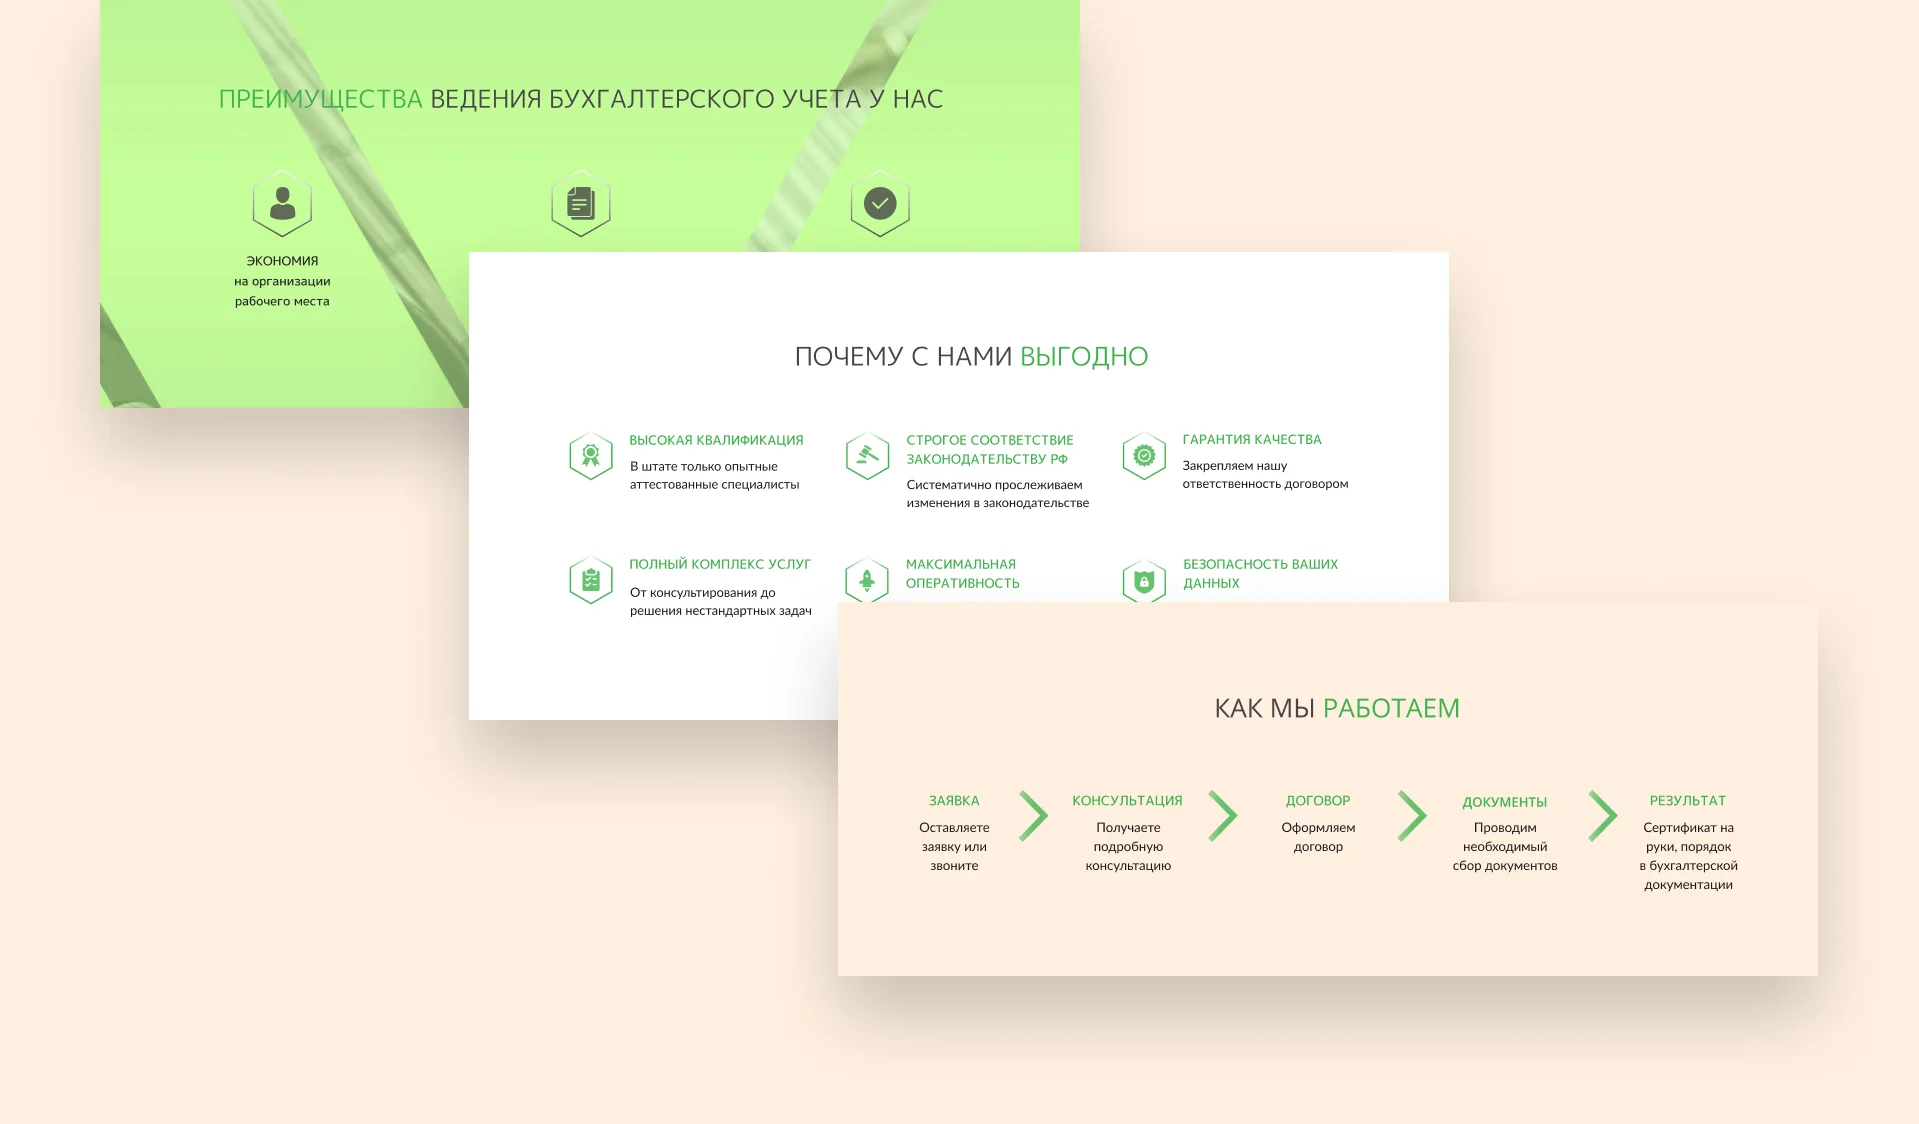 ПРЕИМУЩЕСТВА ВЕДЕНИЯ БУХГАЛТЕРСКОГО УЧЕТА У НАС
ЭКОНОМИЯ
на организации
рабочего места
ПОЧЕМУ С НАМИ ВЫГОДНО
ВЫСОКАЯ КВАЛИФИКАЦИЯ
В штате только опытные
аттестованные специалисты
СТРОГОЕ СООТВЕТСТВИЕ
ЗАКОНОДАТЕЛЬСТВУ РФ
Систематично прослеживаем
изменения в законодательстве
ГАРАНТИЯ КАЧЕСТВА
Закрепляем нашу
ответственность договором
ПОЛНЫЙ КОМПЛЕКС УСЛУГ
От консультирования до
решения нестандартных задач
МАКСИМАЛЬНАЯ
ОПЕРАТИВНОСТЬ
БЕЗОПАСНОСТЬ ВАШИХ
ДАННЫХ
КАК МЫ РАБОТАЕМ
ЗАЯВКА
Оставляете
заявку или
звоните
КОНСУЛЬТАЦИЯ
Получаете
подробную
консультацию
ДОГОВОР
Оформляем
договор
ДОКУМЕНТЫ
Проводим
необходимый
сбор документов
РЕЗУЛЬТАТ
Сертификат на
руки, порядок
в бухгалтерской
документации